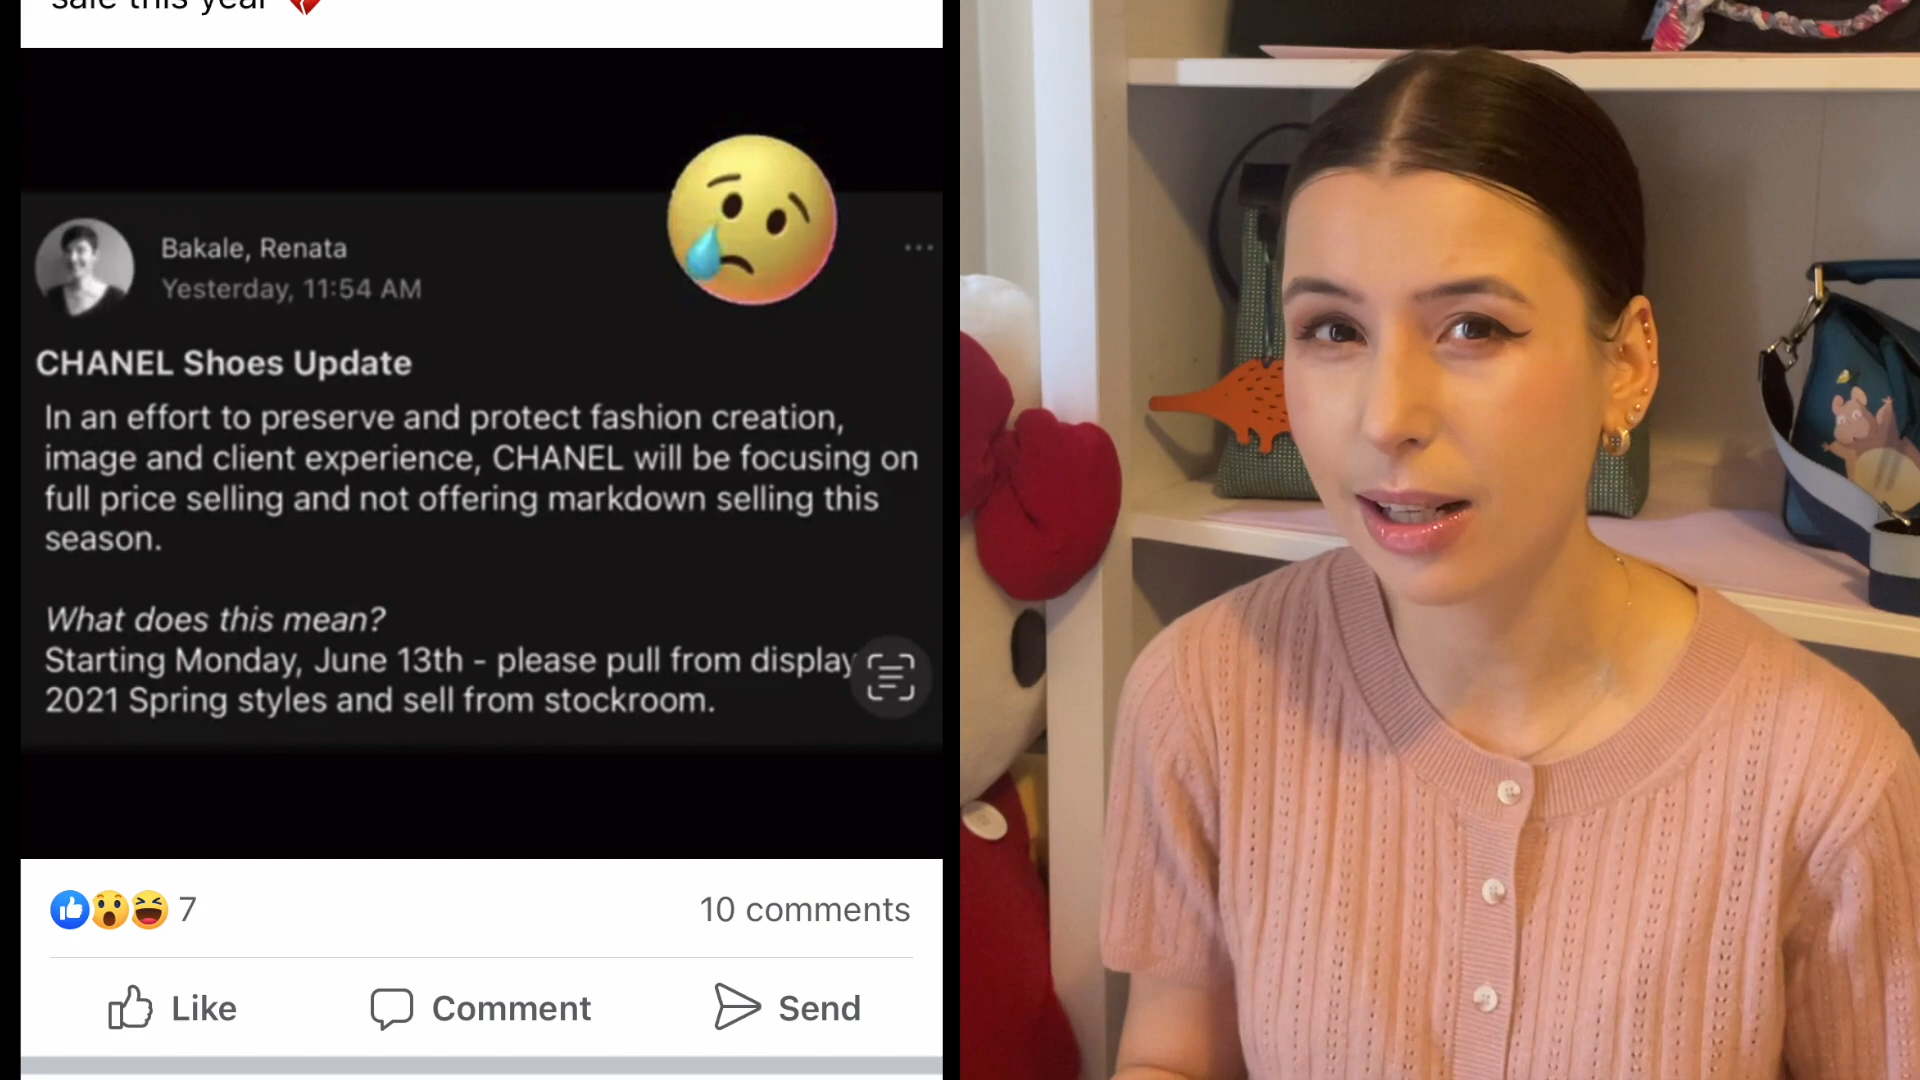 sale this year
Bakale, Renata
Yesterday, 11:54 AM
CHANEL Shoes Update
In an effort to preserve and protect fashion creation,
image and client experience, CHANEL will be focusing on
full price selling and not offering markdown selling this
season.
What does this mean?
Starting Monday, June 13th - please pull from display
2021 Spring styles and sell from stockroom.
7
10 comments
Like
Comment
Send